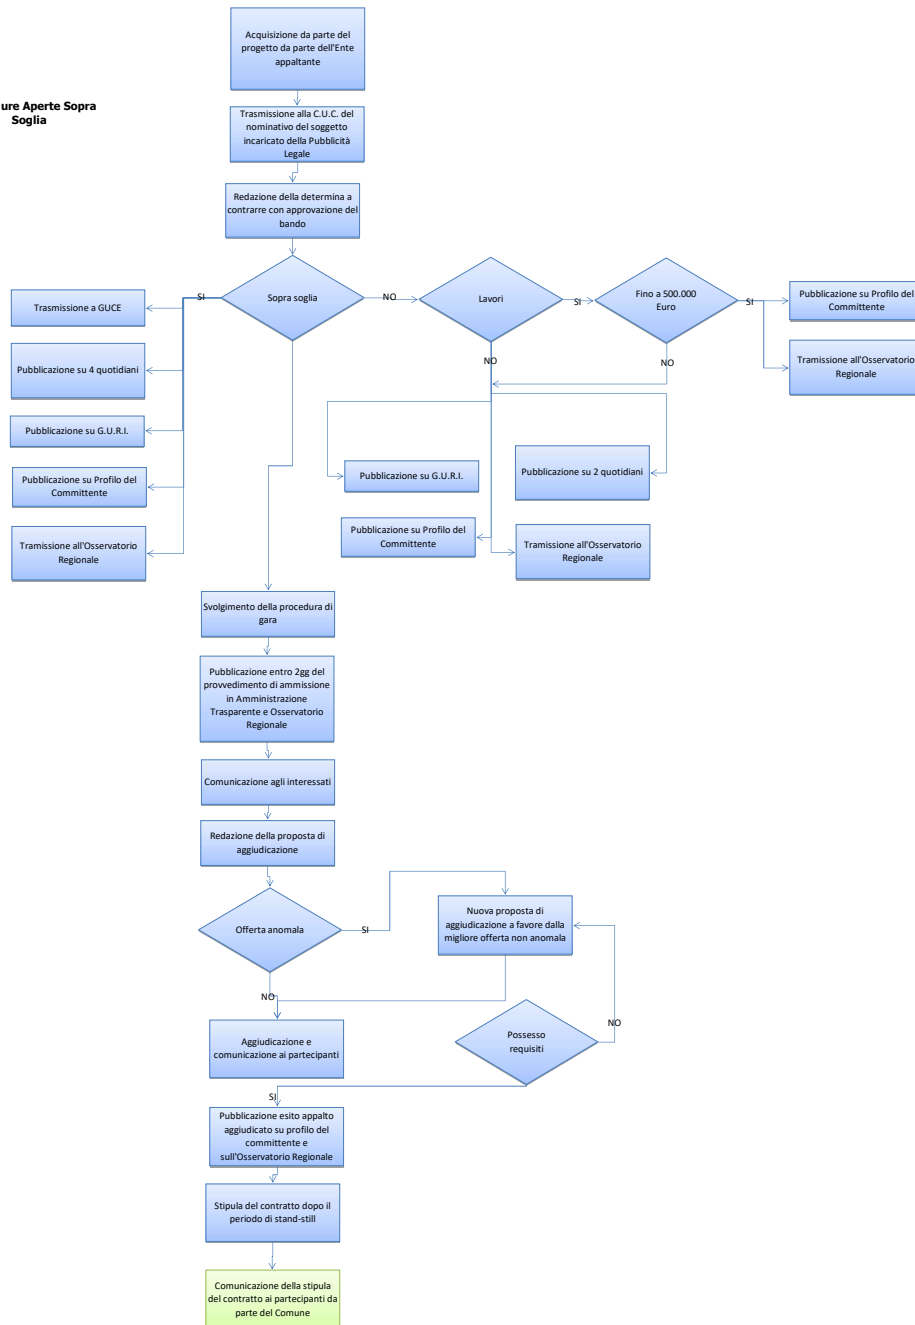 Acquisizione da parte del
progetto da parte dell'Ente
appaltante
ure Aperte Sopra
Soglia
Trasmissione alla C.U.C. del
nominativo del soggetto
incaricato della Pubblicità
Legale
Redazione della determina a
contrarre con approvazione del
bando
Sopra soglia
SI
NO
Lavori
SI
NO
Fino a 500.000
Euro
SI
NO
Pubblicazione su Profilo del
Committente
Tramissione all'Osservatorio
Regionale
Trasmissione a GUCE
Pubblicazione su 4 quotidiani
Pubblicazione su G.U.R.I.
Pubblicazione su Profilo del
Committente
Tramissione all'Osservatorio
Regionale
Pubblicazione su G.U.R.I.
Pubblicazione su 2 quotidiani
Pubblicazione su Profilo del
Committente
Tramissione all'Osservatorio
Regionale
Svolgimento della procedura di
gara
Pubblicazione entro 2gg del
provvedimento di ammissione
in Amministrazione
Trasparente e Osservatorio
Regionale
Comunicazione agli interessati
Redazione della proposta di
aggiudicazione
Offerta anomala
SI
NO
Nuova proposta di
aggiudicazione a favore dalla
migliore offerta non anomala
Aggiudicazione e
comunicazione ai partecipanti
Possesso
requisiti
NO
SI
Pubblicazione esito appalto
aggiudicato su profilo del
committente e
sull'Osservatorio Regionale
Stipula del contratto dopo il
periodo di stand-still
Comunicazione della stipula
del contratto ai partecipanti da
parte del Comune